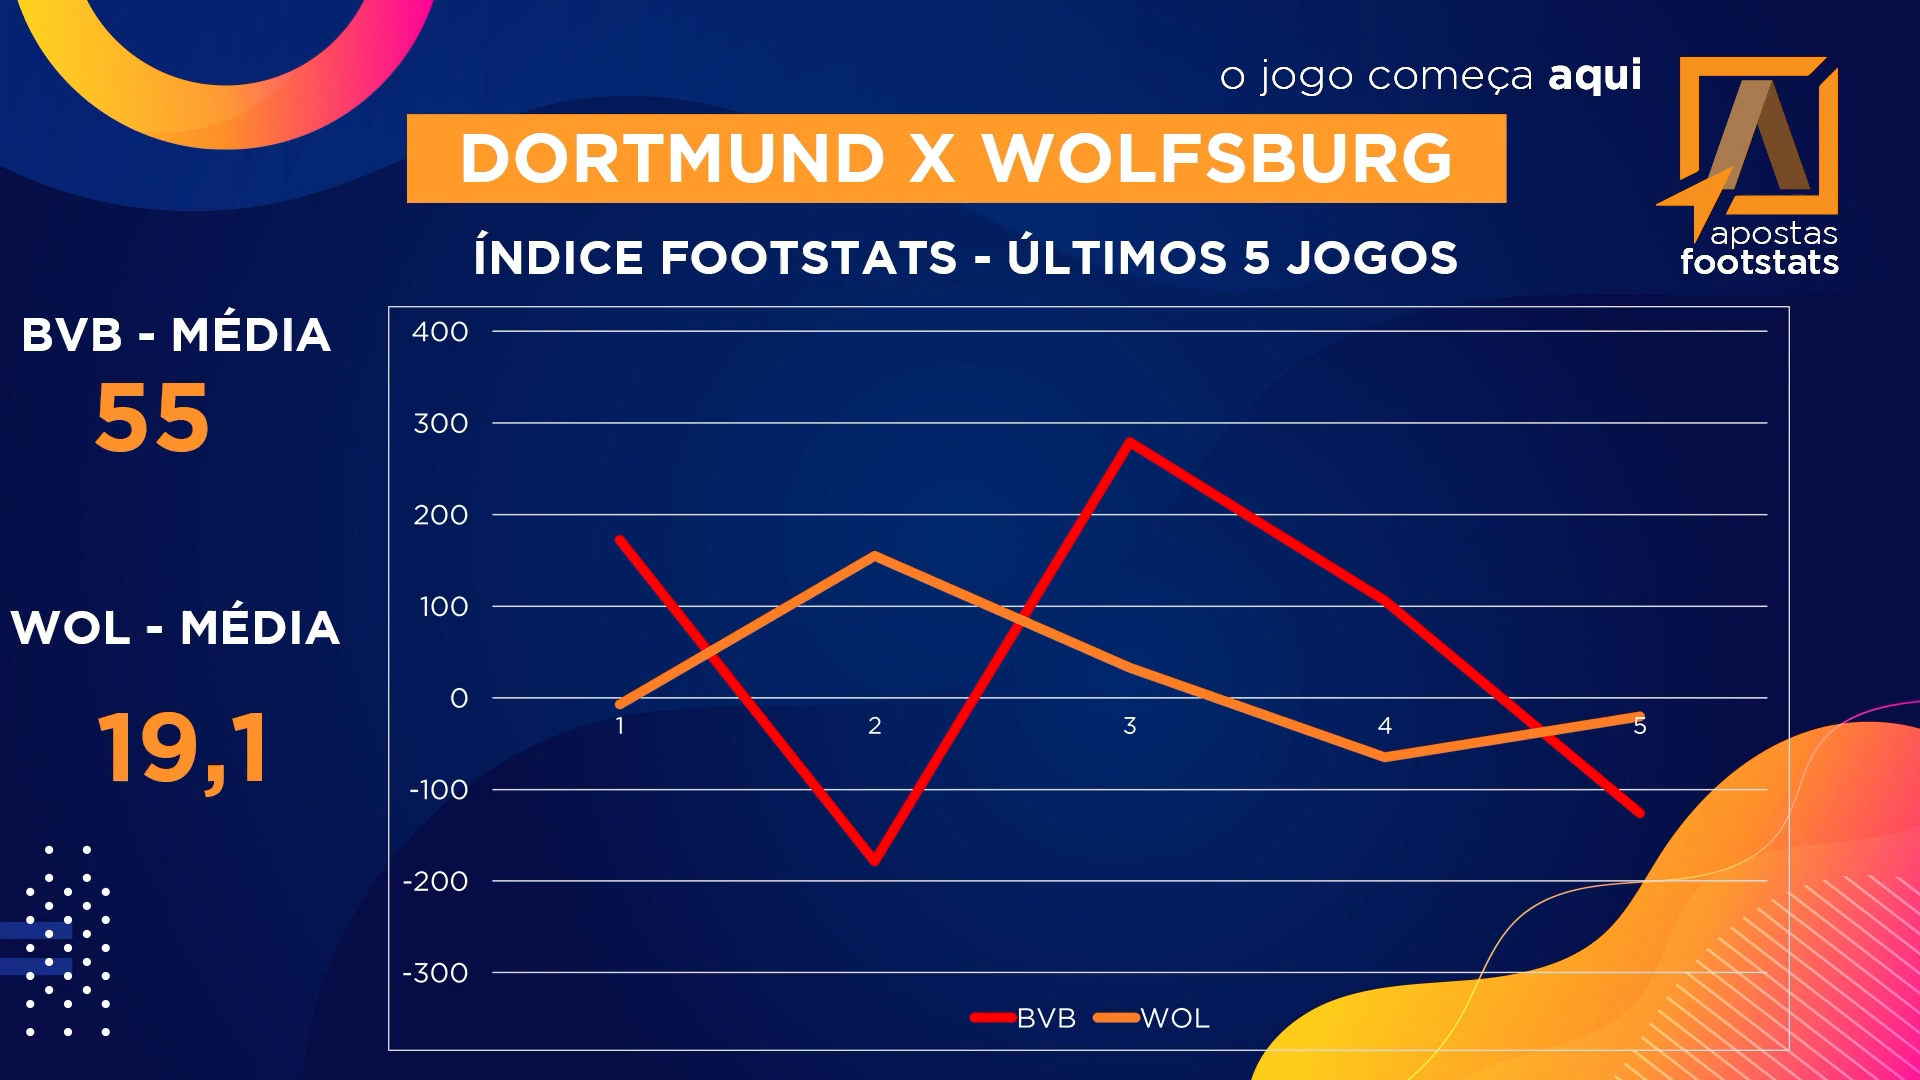 o jogo começa aqui
DORTMUND X WOLFSBURG
apostas
footstats
ÍNDICE FOOTSTATS - ÚLTIMOS 5 JOGOS
BVB - MÉDIA
55
WOL - MÉDIA
19,1
400
300
200
100
0
-100
-200
-300
1 2 3 4 5
BVB WOL